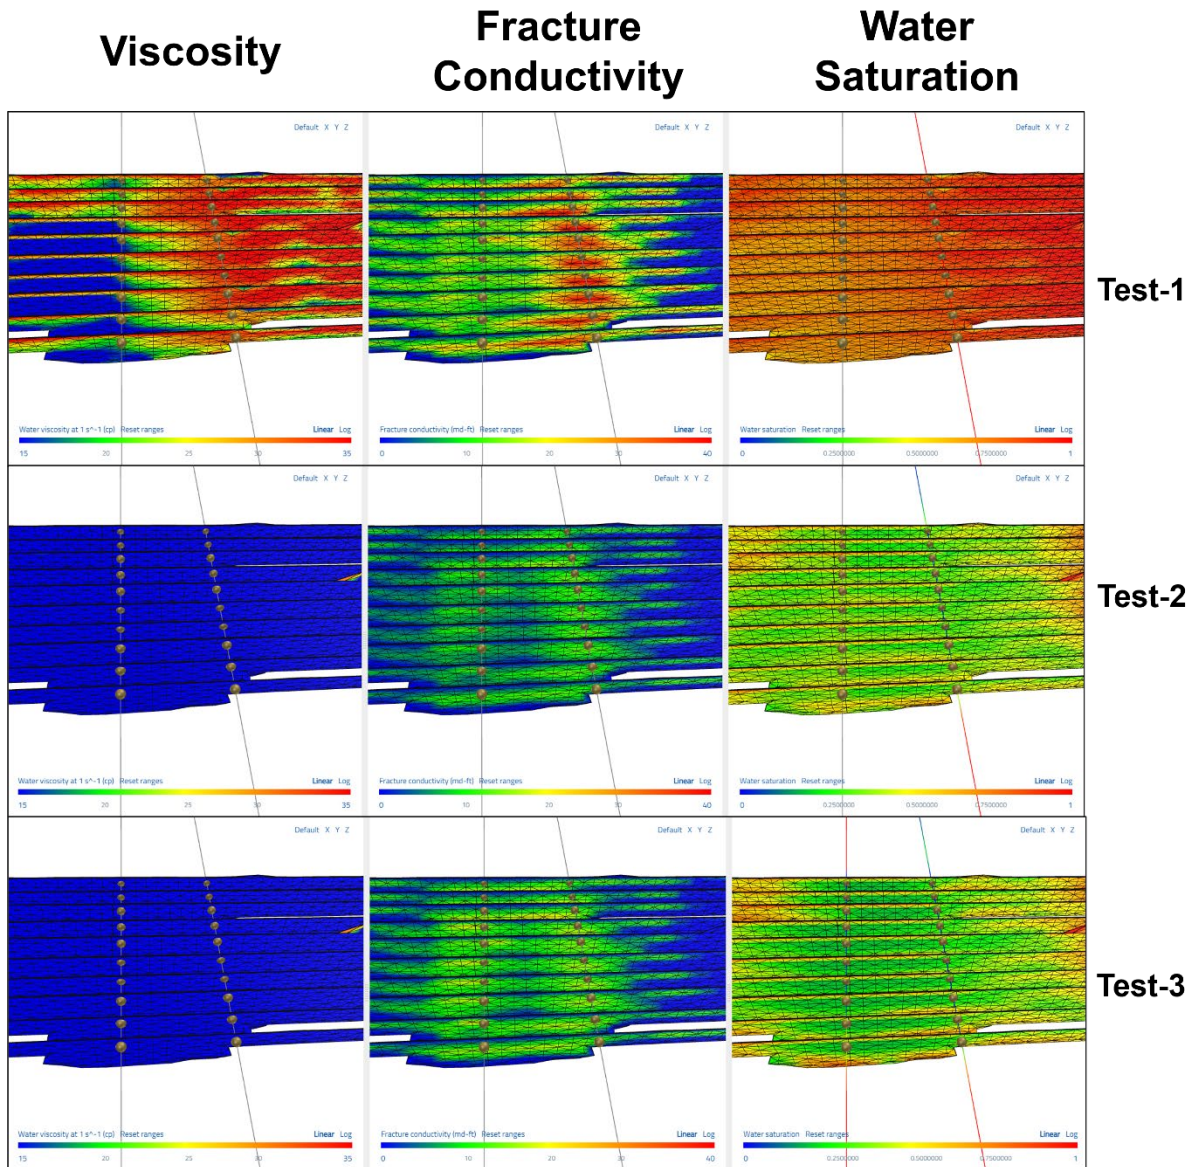 Viscosity
Fracture
Conductivity
Water
Saturation
Default X Y Z
Default X Y Z
Default X Y Z
Test-1
Water viscosity at 1 s^-1 (cp) Reset ranges Linear Log
15 20 25 30 35
Fracture conductivity (md-ft) Reset ranges Linear Log
0 10 20 30 40
Water saturation Reset ranges Linear Log
0 0.2500000 0.5000000 0.7500000 1
Default X Y Z
Default X Y Z
Default X Y Z
Test-2
Water viscosity at 1 s^-1 (cp) Reset ranges Linear Log
15 20 25 30 35
Fracture conductivity (md-ft) Reset ranges Linear Log
0 10 20 30 40
Water saturation Reset ranges Linear Log
0 0.2500000 0.5000000 0.7500000 1
Default X Y Z
Default X Y Z
Default X Y Z
Test-3
Water viscosity at 1 s^-1 (cp) Reset ranges Linear Log
15 20 25 30 35
Fracture conductivity (md-ft) Reset ranges Linear Log
0 10 20 30 40
Water saturation Reset ranges Linear Log
0 0.2500000 0.5000000 0.7500000 1